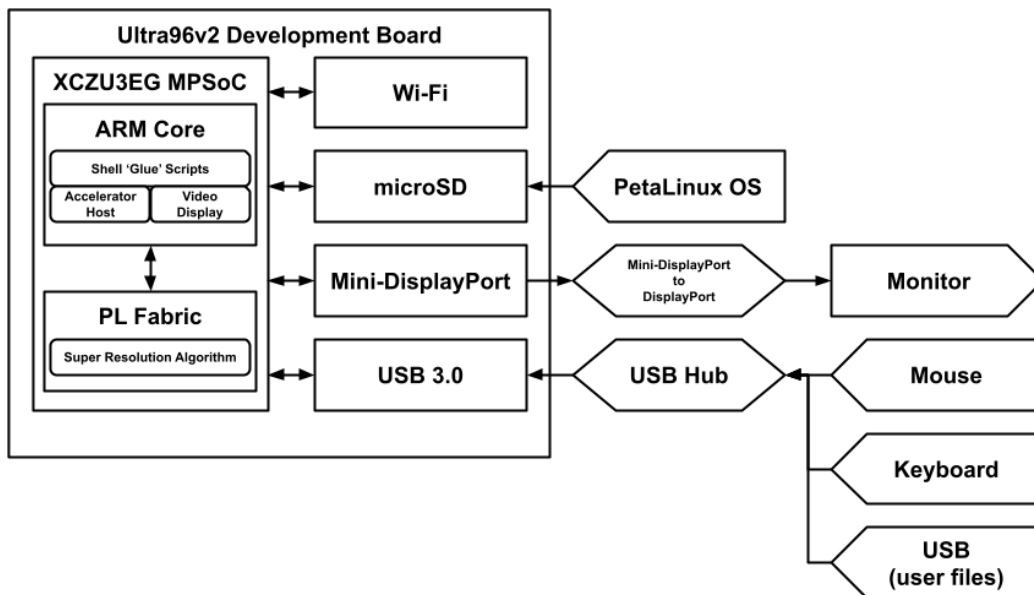 Ultra96v2 Development Board
XCZU3EG MPSoC
ARM Core
Shell ‘Glue’ Scripts
Accelerator
Host
Video
Display
PL Fabric
Super Resolution Algorithm
Wi-Fi
microSD
PetaLinux OS
Mini-DisplayPort
Mini-DisplayPort
to
DisplayPort
Monitor
USB 3.0
USB Hub
Mouse
Keyboard
USB
(user files)